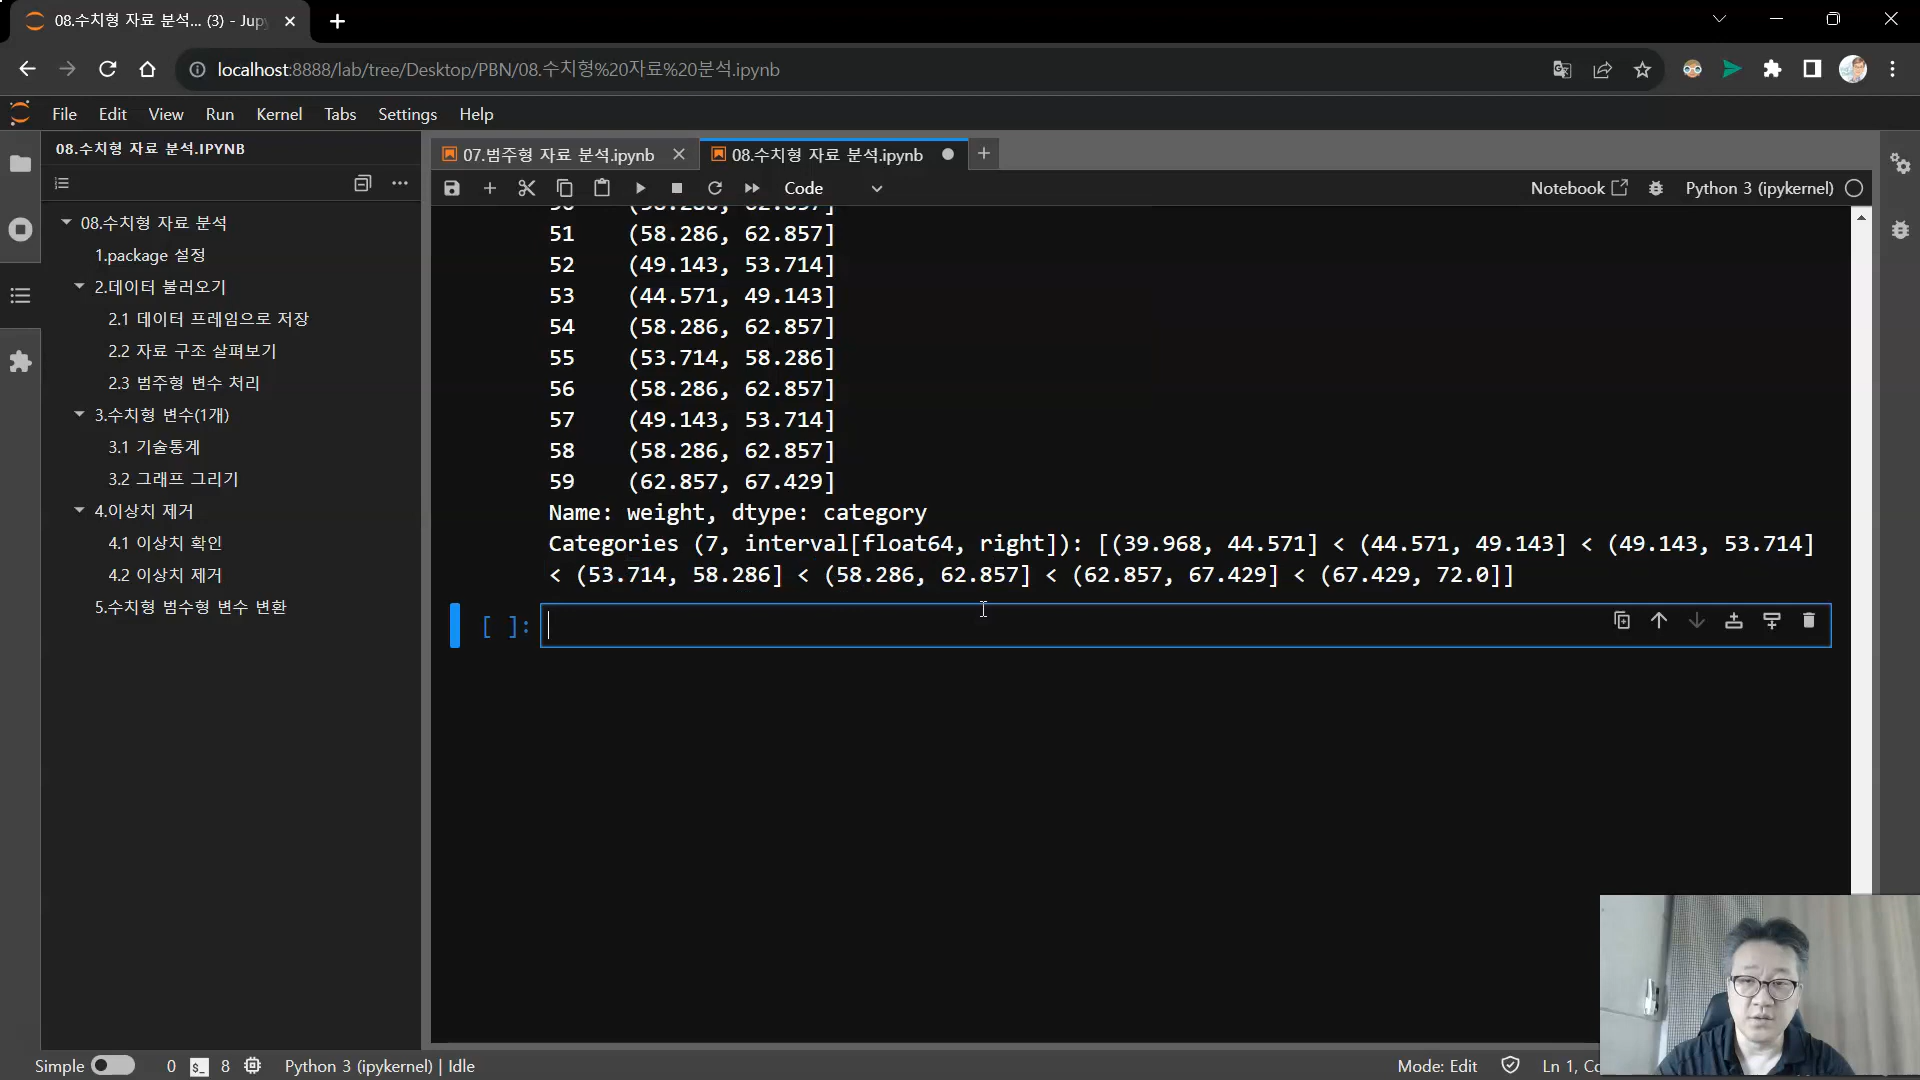 08.수치형 자료 분석... (3) - Jup
localhost:8888/lab/tree/Desktop/PBN/08.수치형%20자료%20분석.ipynb
File Edit View Run Kernel Tabs Settings Help
08.수치형 자료 분석.IPYNB
08.수치형 자료 분석
1.package 설정
2.데이터 불러오기
2.1 데이터 프레임으로 저장
2.2 자료 구조 살펴보기
2.3 범주형 변수 처리
3.수치형 변수(1개)
3.1 기술통계
3.2 그래프 그리기
4.이상치 제거
4.1 이상치 확인
4.2 이상치 제거
5.수치형 범수형 변수 변환
07.범주형 자료 분석.ipynb 08.수치형 자료 분석.ipynb
Code Notebook Python 3 (ipykernel)
50 (58.286, 62.857]
51 (58.286, 62.857]
52 (49.143, 53.714]
53 (44.571, 49.143]
54 (58.286, 62.857]
55 (53.714, 58.286]
56 (58.286, 62.857]
57 (49.143, 53.714]
58 (58.286, 62.857]
59 (62.857, 67.429]
Name: weight, dtype: category
Categories (7, interval[float64, right]): [(39.968, 44.571] < (44.571, 49.143] < (49.143, 53.714]
< (53.714, 58.286] < (58.286, 62.857] < (62.857, 67.429] < (67.429, 72.0]]
[ ]:
Simple 0 $_ 8 Python 3 (ipykernel) | Idle Mode: Edit Ln 1, Co